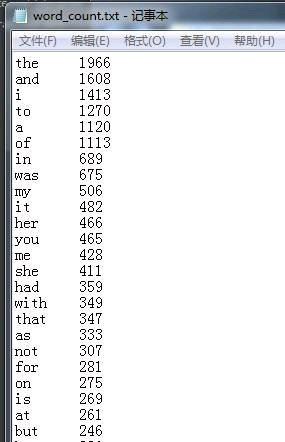 word_count.txt - 记事本
文件(F) 编辑(E) 格式(O) 查看(V) 帮助(H)
the 1966
and 1608
i 1413
to 1270
a 1120
of 1113
in 689
was 675
my 506
it 482
her 466
you 465
me 428
she 411
had 359
with 349
that 347
as 333
not 307
for 281
on 275
is 269
at 261
but 246